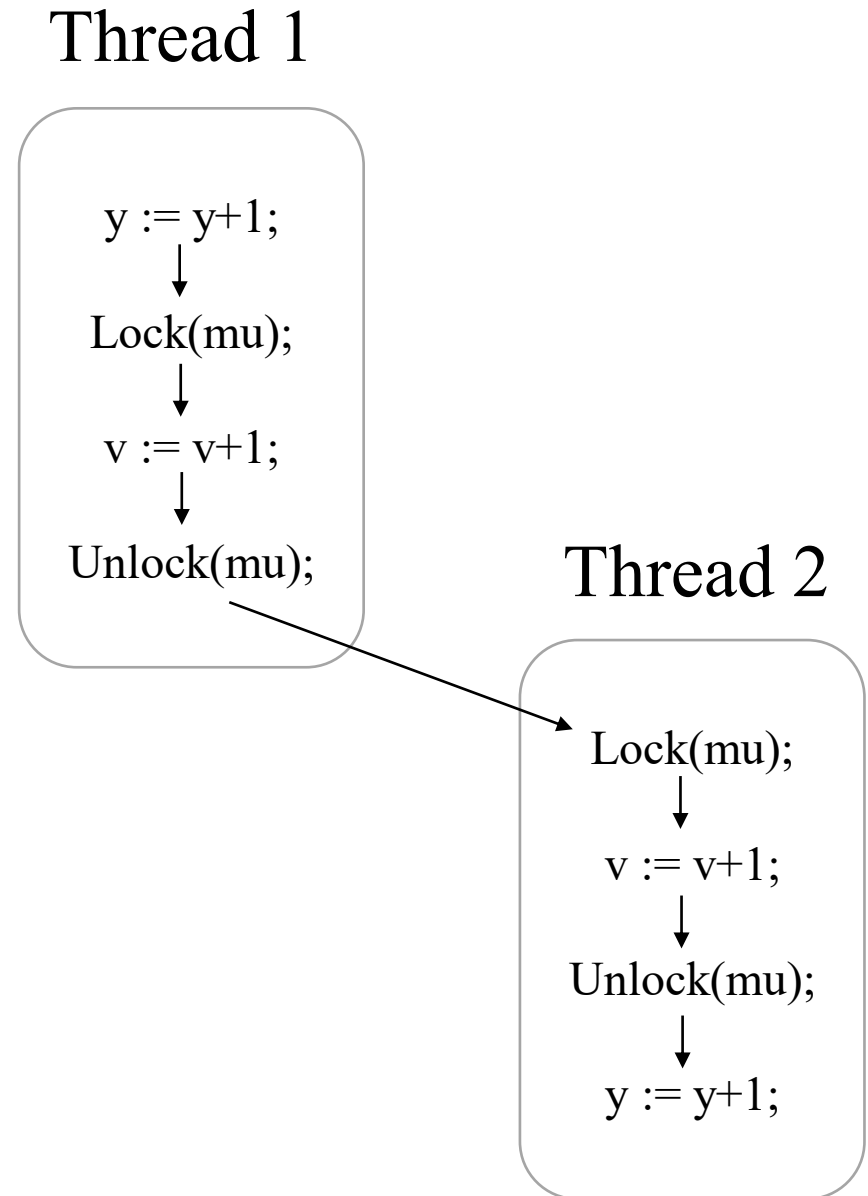 Thread 1
y := y+1;
Lock(mu);
v := v+1;
Unlock(mu);
Thread 2
Lock(mu);
v := v+1;
Unlock(mu);
y := y+1;